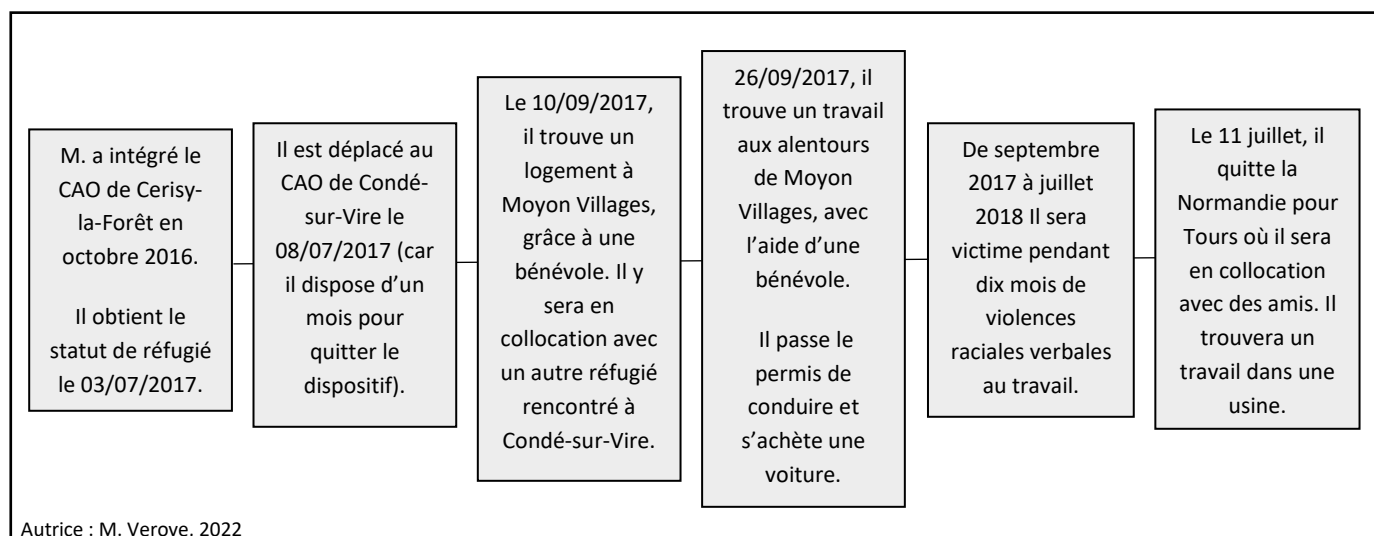 M. a intégré le
CAO de Cerisy-
la-Forêt en
octobre 2016.
Il obtient le
statut de réfugié
le 03/07/2017.
Il est déplacé au
CAO de Condé-
sur-Vire le
08/07/2017 (car
il dispose d’un
mois pour
quitter le
dispositif).
Le 10/09/2017,
il trouve un
logement à
Moyon Villages,
grâce à une
bénévole. Il y
sera en
collocation avec
un autre réfugié
rencontré à
Condé-sur-Vire.
26/09/2017, il
trouve un travail
aux alentours
de Moyon
Villages, avec
l’aide d’une
bénévole.
Il passe le
permis de
conduire et
s’achète une
voiture.
De septembre
2017 à juillet
2018 Il sera
victime pendant
dix mois de
violences
raciales verbales
au travail.
Le 11 juillet, il
quitte la
Normandie pour
Tours où il sera
en collocation
avec des amis. Il
trouvera un
travail dans une
usine.
Autrice : M. Verove. 2022